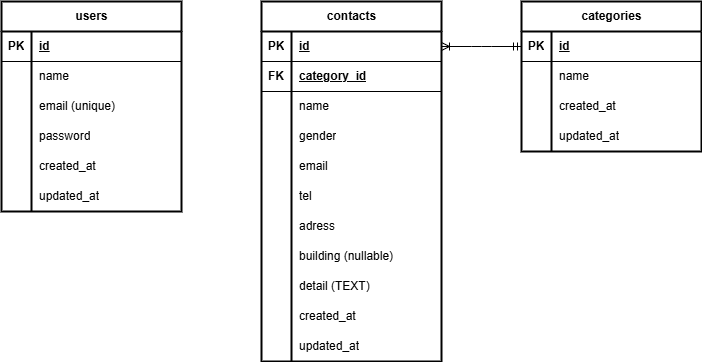 users
PK id
name
email (unique)
password
created_at
updated_at
contacts
PK id
FK category_id
name
gender
email
tel
adress
building (nullable)
detail (TEXT)
created_at
updated_at
categories
PK id
name
created_at
updated_at